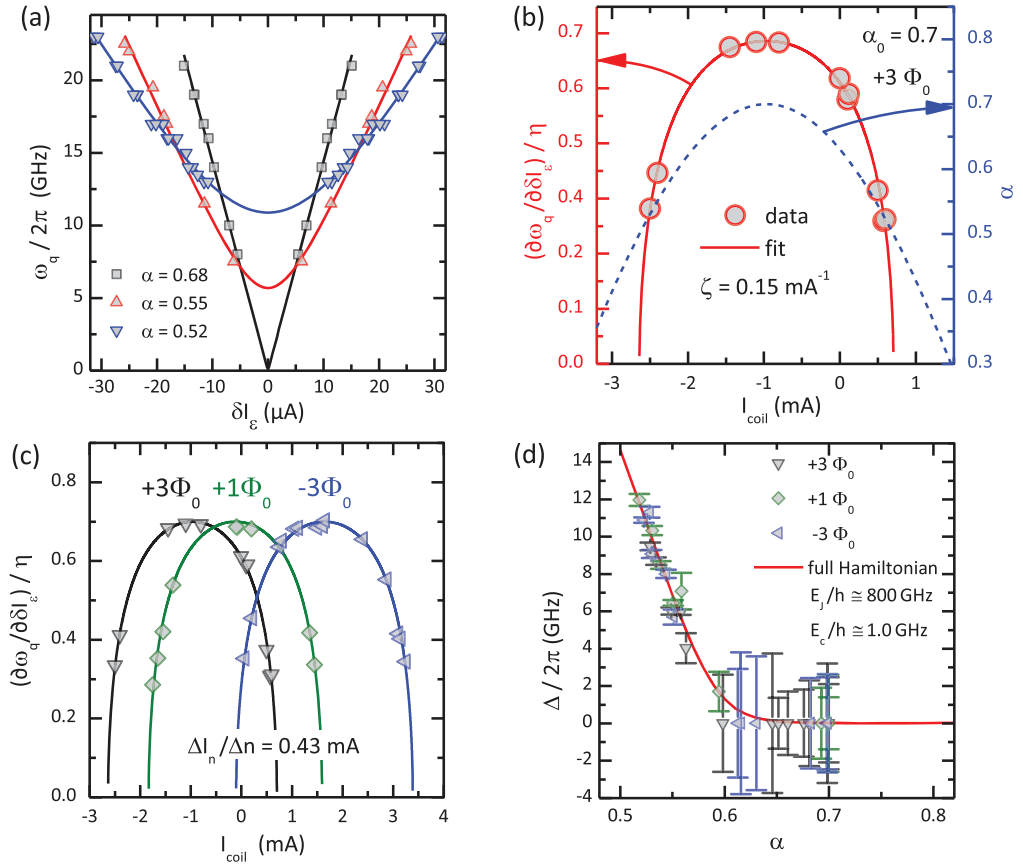 (a)
20
15
10
5
0
ω_q / 2π (GHz)
α = 0.68
α = 0.55
α = 0.52
-30 -20 -10 0 10 20 30
δI_ε (μA)
(b)
0.7
0.6
0.5
0.4
0.2
0.1
0.0
(∂ω_q/∂δI_ε) / η
α_0 = 0.7
+3 Φ_0
data
fit
ζ = 0.15 mA^-1
0.8
0.7
0.5
0.5
0.4
0.3
α
-3 -2 -1 0 1
I_coil (mA)
(c)
0.8
0.6
0.4
0.8
0.0
(∂ω_q/∂δI_ε) / η
+3Φ_0 +1Φ_0 -3Φ_0
ΔI_n/Δn = 0.43 mA
-3 -2 -1 0 1 2 3 4
I_coil (mA)
(d)
14
12
10
8
6
4
2
0
-2
-4
Δ / 2π (GHz)
+3 Φ_0
+1 Φ_0
-3 Φ_0
full Hamiltonian
E_J/h ≅ 800 GHz
E_c/h ≅ 1.0 GHz
0.5 0.6 0.7 0.8
α